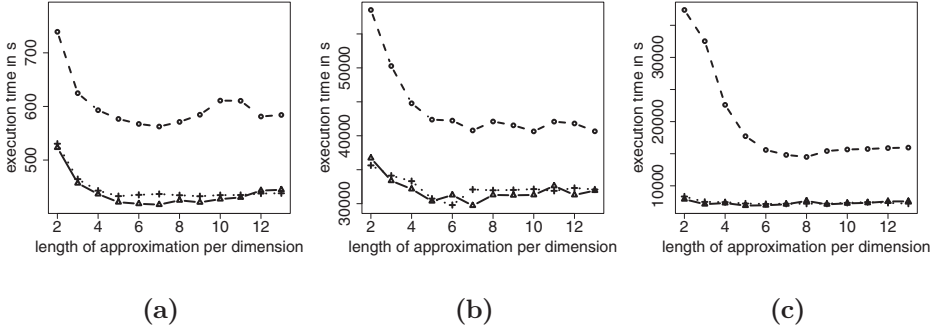 700
600
500
execution time in s
2 4 6 8 10 12
length of approximation per dimension
(a)
50000
40000
30000
execution time in s
2 4 6 8 10 12
length of approximation per dimension
(b)
30000
20000
10000
execution time in s
2 4 6 8 10 12
length of approximation per dimension
(c)